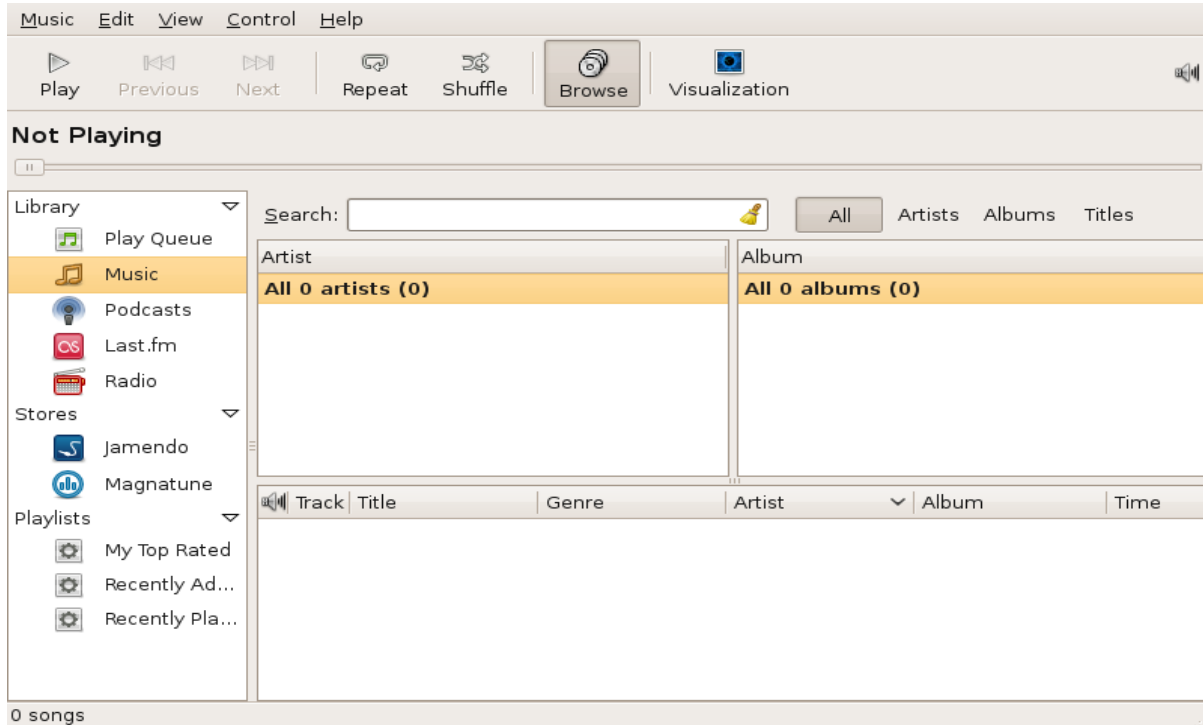 Music Edit View Control Help
Play Previous Next Repeat Shuffle Browse Visualization
Not Playing
Library
Play Queue
Music
Podcasts
Last.fm
Radio
Stores
Jamendo
Magnatune
Playlists
My Top Rated
Recently Ad...
Recently Pla...
Search: All Artists Albums Titles
Artist Album
All 0 artists (0) All 0 albums (0)
Track Title Genre Artist Album Time
0 songs